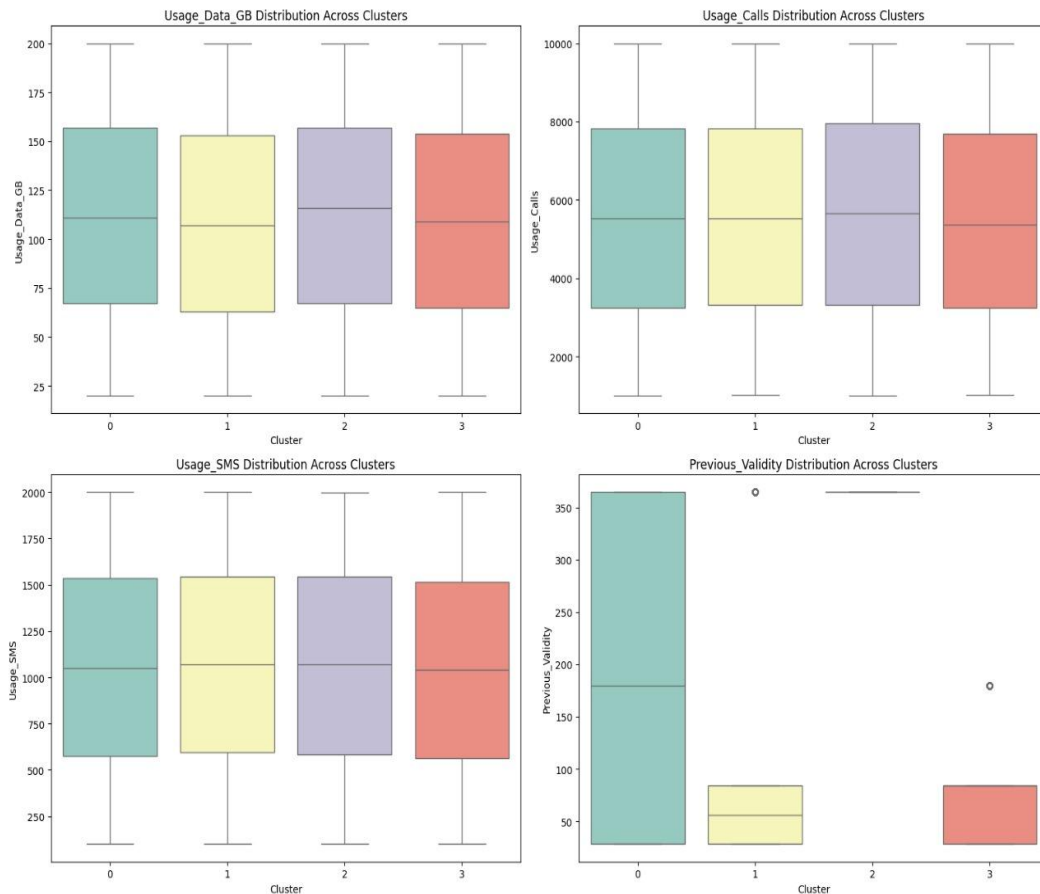 Usage_Data_GB Distribution Across Clusters
200
175
150
125
100
75
50
25
Usage_Data_GB
0 1 2 3
Cluster
Usage_Calls Distribution Across Clusters
10000
8000
6000
4000
2000
Usage_Calls
0 1 2 3
Cluster
Usage_SMS Distribution Across Clusters
2000
1750
1500
1250
1000
750
500
250
Usage_SMS
0 1 2 3
Cluster
Previous_Validity Distribution Across Clusters
350
300
250
200
150
100
50
Previous_Validity
0 1 2 3
Cluster